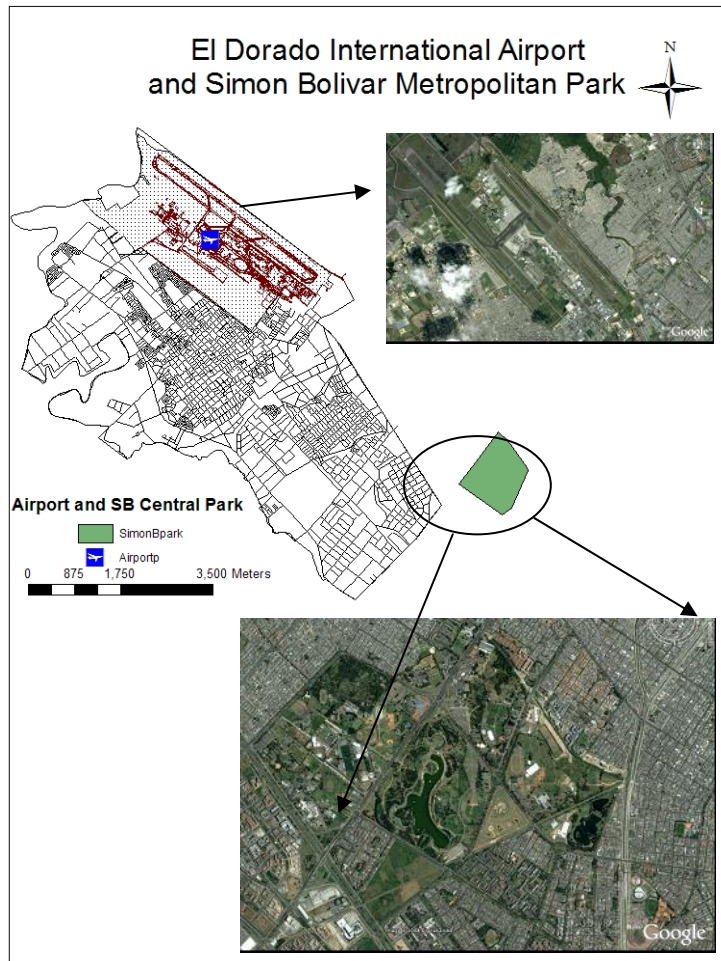 El Dorado International Airport
and Simon Bolivar Metropolitan Park
N
Google
Airport and SB Central Park
SimonBpark
Airportp
0 875 1,750 3,500 Meters
Google